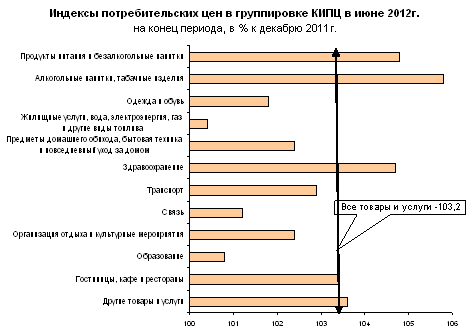 Индексы потребительских цен в группировке КИПЦ в июне 2012г.
на конец периода, в % к декабрю 2011 г.
Продукты питания и безалкогольные напитки
Алкогольные напитки, табачные изделия
Одежда и обувь
Жилищные услуги, вода, электроэнергия, газ
и другие виды топлива
Предметы домашнего обихода, бытовая техника
и повседневный уход за домом
Здравоохранение
Транспорт
Связь
Организация отдыха и культурные мероприятия
Образование
Гостиницы, кафе и рестораны
Другие товары и услуги
Все товары и услуги -103,2
100 101 102 103 104 105 106